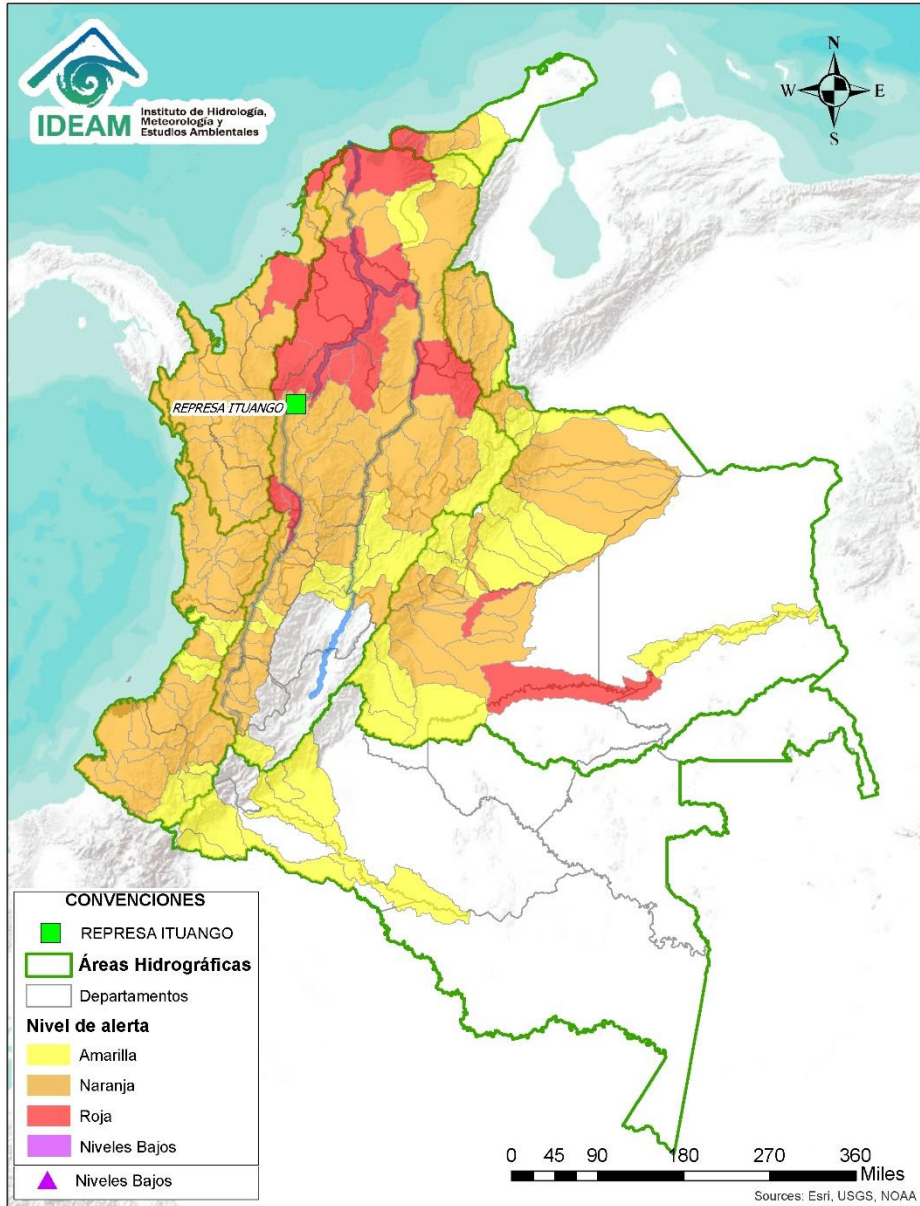 IDEAM
Instituto de Hidrología,
Meteorología y
Estudios Ambientales
N
W
E
S
REPRESA ITUANGO
CONVENCIONES
REPRESA ITUANGO
Áreas Hidrográficas
Departamentos
Nivel de alerta
Amarilla
Naranja
Roja
Niveles Bajos
Niveles Bajos
0 45 90 180 270 360
Miles
Sources: Esri, USGS, NOAA